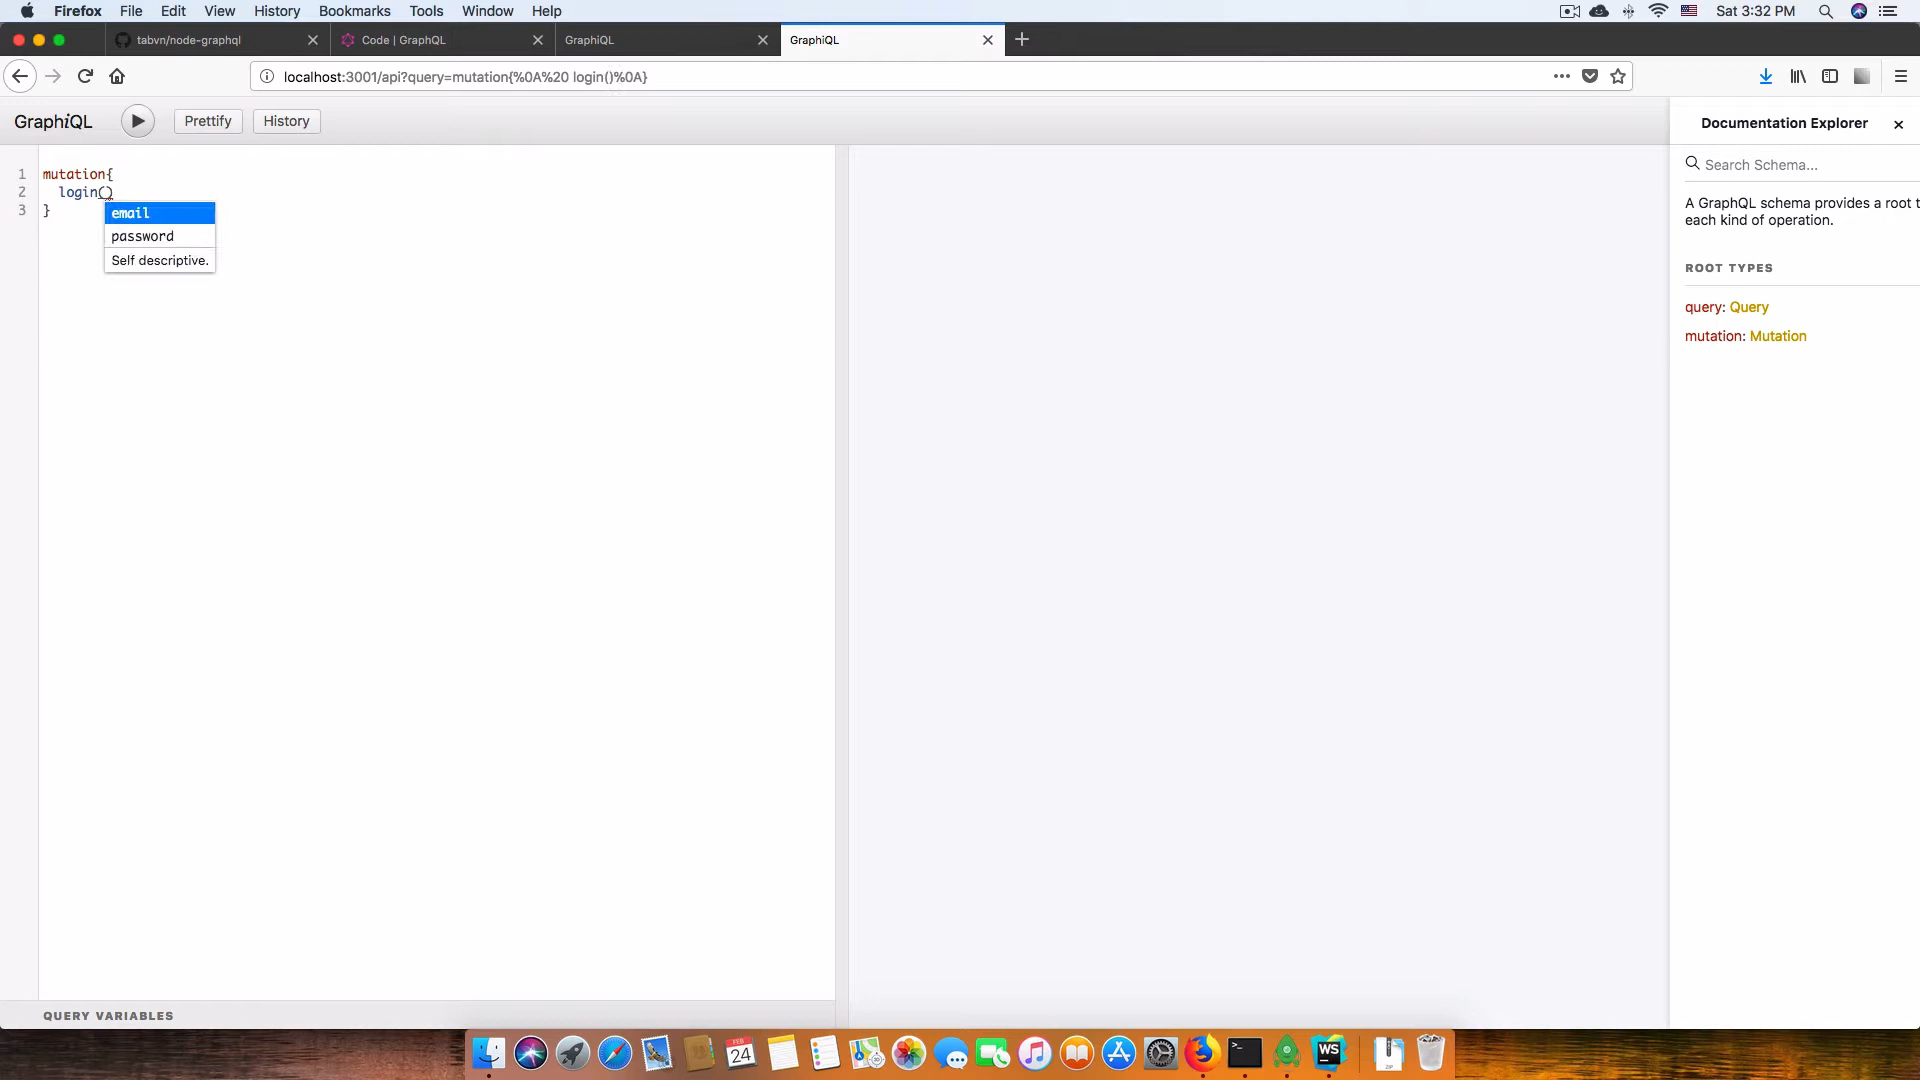 Firefox File Edit View History Bookmarks Tools Window Help Sat 3:32 PM
tabvn/node-graphql Code | GraphQL GraphiQL GraphiQL
localhost:3001/api?query=mutation{%0A%20 login()%0A}
GraphiQL Prettify History Documentation Explorer
Search Schema...
1 mutation{
2 login()
3 }
email
password
Self descriptive.
A GraphQL schema provides a root t
each kind of operation.
ROOT TYPES
query: Query
mutation: Mutation
QUERY VARIABLES
FEB
24
WS
ZIP